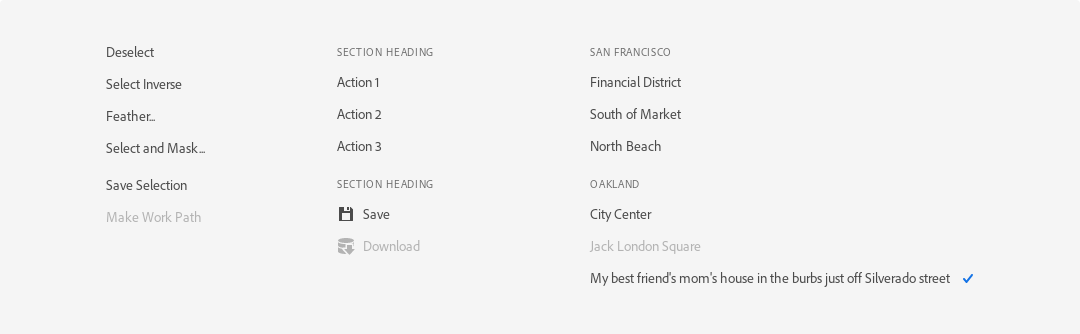 Deselect
Select Inverse
Feather...
Select and Mask...
Save Selection
Make Work Path
SECTION HEADING
Action 1
Action 2
Action 3
SECTION HEADING
Save
Download
SAN FRANCISCO
Financial District
South of Market
North Beach
OAKLAND
City Center
Jack London Square
My best friend's mom's house in the burbs just off Silverado street